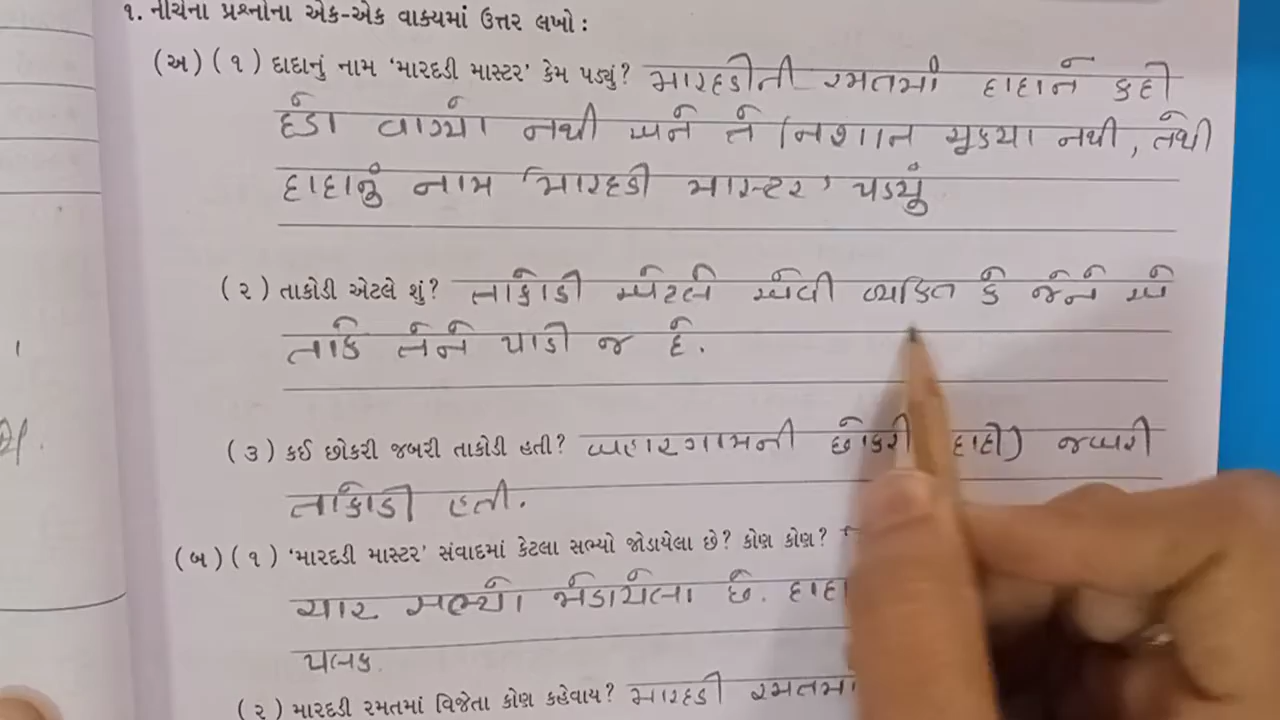 ૧. નીચેના પ્રશ્નોના એક-એક વાક્યમાં ઉત્તર લખો :
(અ) (૧) દાદાનું નામ ‘મારદડી માસ્ટર’ કેમ પડ્યું? મારદડીની રમતમાં દાદાને કદી
દડો વાગ્યો નથી અને તે નિશાન ચૂક્યા નથી, તેથી
દાદાનું નામ ‘મારદડી માસ્ટર’ પડ્યું
(૨) તાકોડી એટલે શું? તાકોડી એટલે એવી વ્યક્તિ કે જેને એ
તાકે તેને પાડી જ દે.
(૩) કઈ છોકરી જબરી તાકોડી હતી? બહારગામની છોકરી દાદી જબરી
તાકોડી હતી.
(બ) (૧) ‘મારદડી માસ્ટર’ સંવાદમાં કેટલા સભ્યો જોડાયેલા છે? કોણ કોણ?
ચાર સભ્યો જોડાયેલા છે. દાદા
પલક.
(૨) મારદડી રમતમાં વિજેતા કોણ કહેવાય? મારદડી રમતમાં